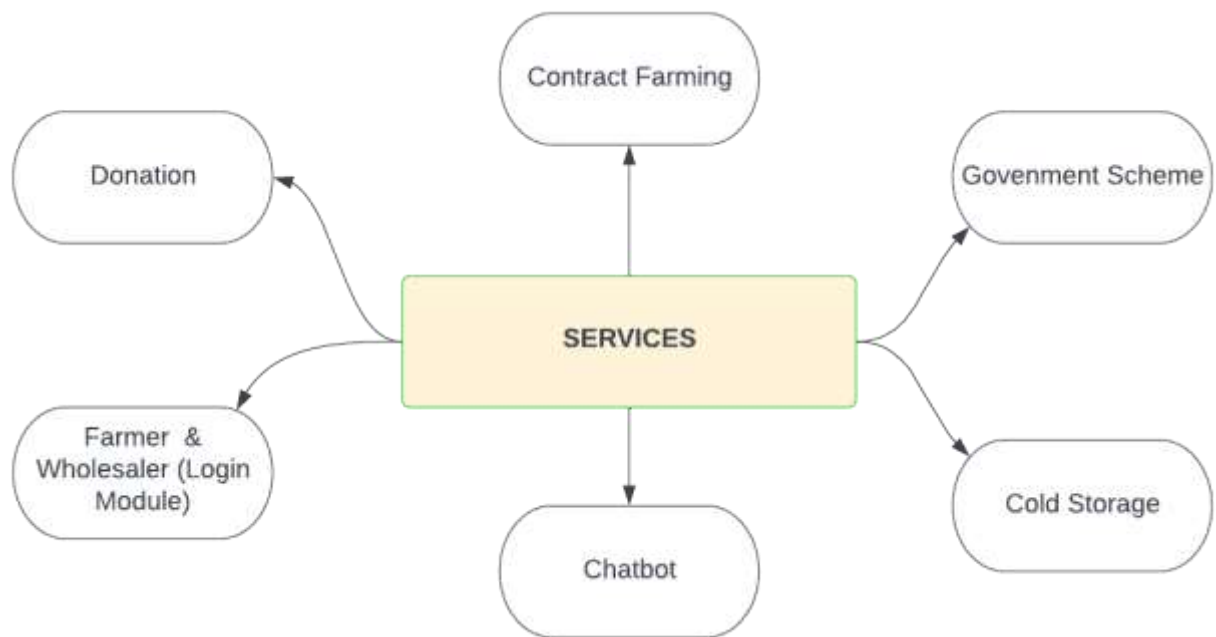 Contract Farming
Donation
Govenment Scheme
SERVICES
Farmer &
Wholesaler (Login
Module)
Cold Storage
Chatbot